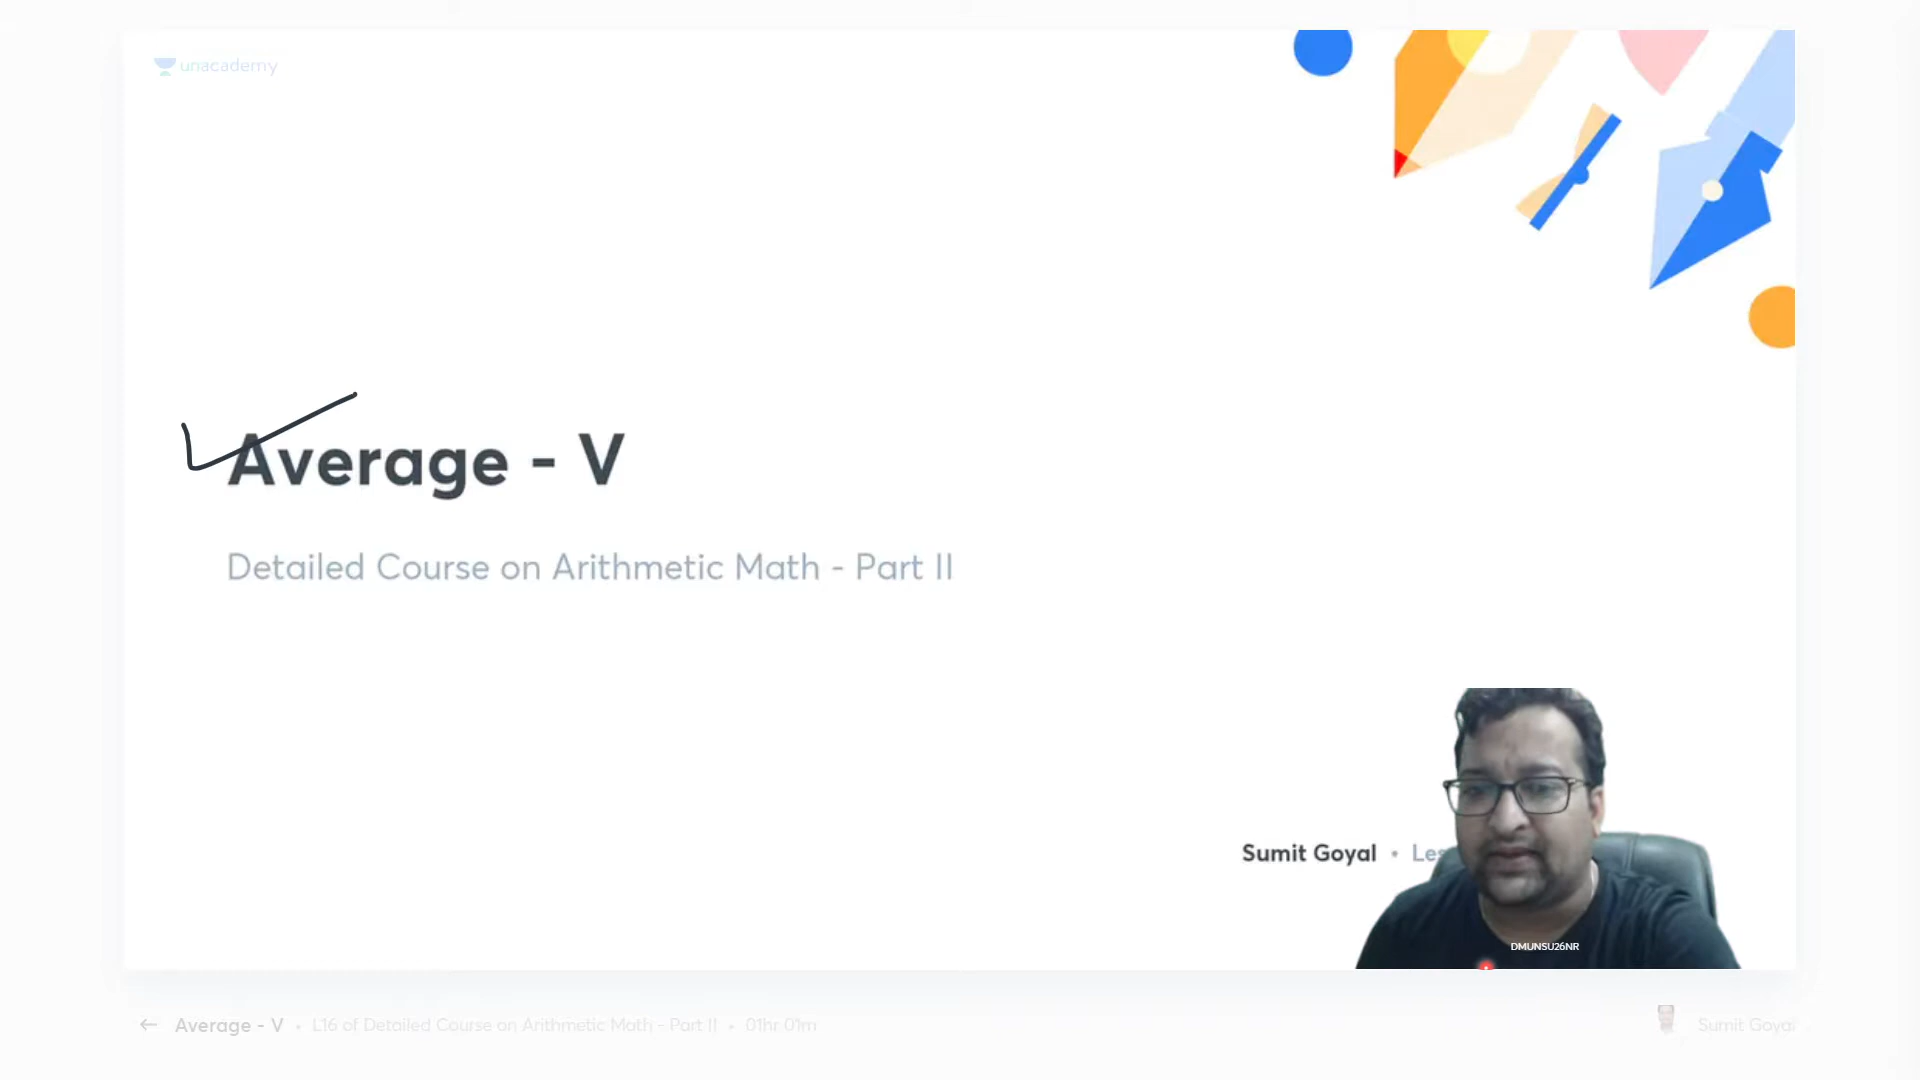 unacademy
Average - V
Detailed Course on Arithmetic Math - Part II
Sumit Goyal •
DMUNSU26NR
← Average - V • L16 of Detailed Course on Arithmetic Math - Part II • 01hr 01m
Sumit Goyal